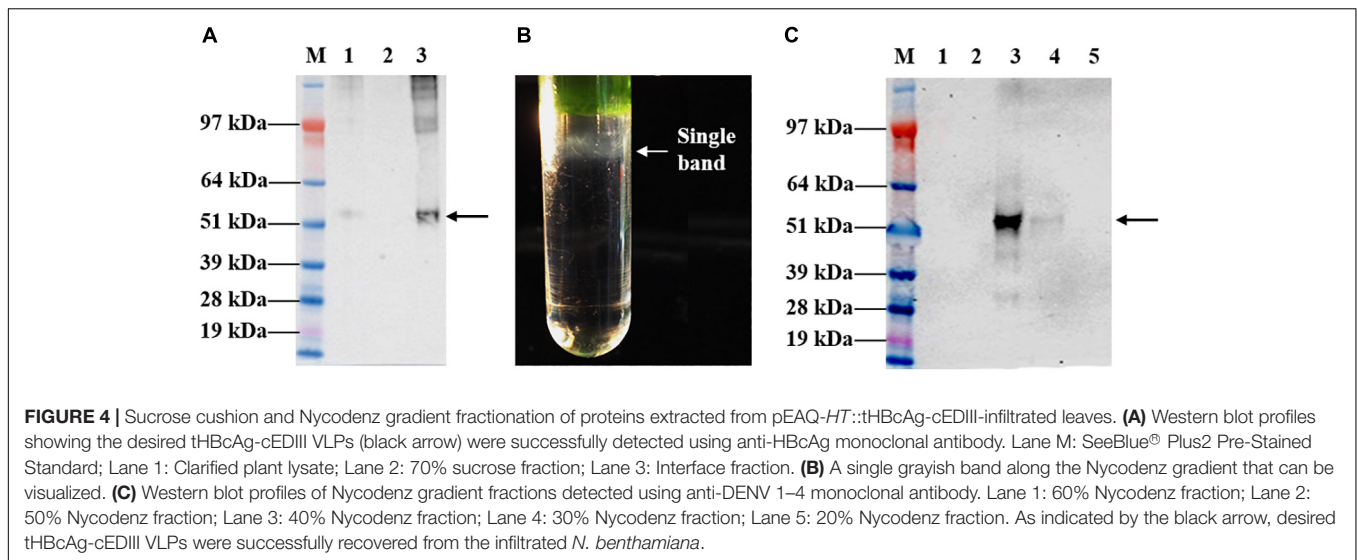 A
M 1 2 3
97 kDa
64 kDa
51 kDa
39 kDa
28 kDa
19 kDa
B
Single
band
C
M 1 2 3 4 5
97 kDa
64 kDa
51 kDa
39 kDa
28 kDa
19 kDa
FIGURE 4 | Sucrose cushion and Nycodenz gradient fractionation of proteins extracted from pEAQ-HT::tHBcAg-cEDIII-infiltrated leaves. (A) Western blot profiles
showing the desired tHBcAg-cEDIII VLPs (black arrow) were successfully detected using anti-HBcAg monoclonal antibody. Lane M: SeeBlue® Plus2 Pre-Stained
Standard; Lane 1: Clarified plant lysate; Lane 2: 70% sucrose fraction; Lane 3: Interface fraction. (B) A single grayish band along the Nycodenz gradient that can be
visualized. (C) Western blot profiles of Nycodenz gradient fractions detected using anti-DENV 1–4 monoclonal antibody. Lane 1: 60% Nycodenz fraction; Lane 2:
50% Nycodenz fraction; Lane 3: 40% Nycodenz fraction; Lane 4: 30% Nycodenz fraction; Lane 5: 20% Nycodenz fraction. As indicated by the black arrow, desired
tHBcAg-cEDIII VLPs were successfully recovered from the infiltrated N. benthamiana.